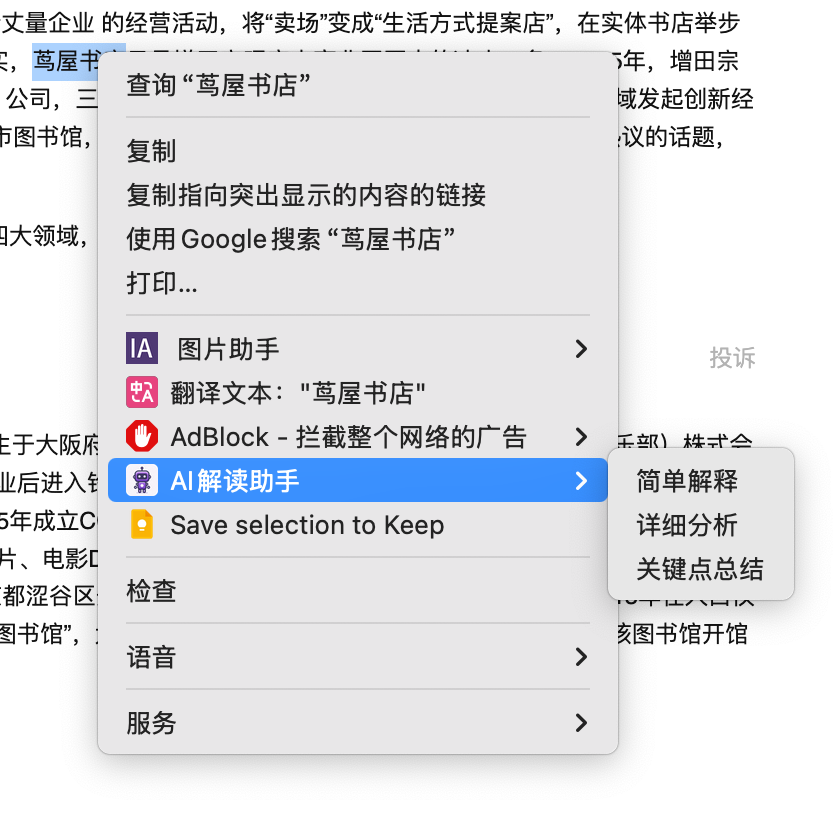 丈量企业 的经营活动，将“卖场”变成“生活方式提案店”，在实体书店举步
实，茑屋书
5年，增田宗
公司，三
域发起创新经
市图书馆，
议的话题，
四大领域，
查询 “茑屋书店”
复制
复制指向突出显示的内容的链接
使用 Google 搜索 “茑屋书店”
打印...
IA 图片助手
翻译文本： "茑屋书店"
AdBlock - 拦截整个网络的广告
AI 解读助手
Save selection to Keep
检查
语音
服务
简单解释
详细分析
关键点总结
投诉
生于大阪府
乐部）株式会
业后进入
5年成立C
片、电影D
都涩谷区
图书馆”，
该图书馆开馆